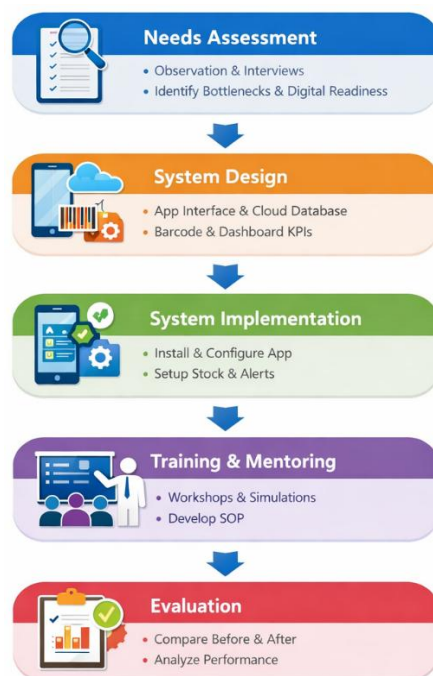 Needs Assessment
• Observation & Interviews
• Identify Bottlenecks & Digital Readiness
System Design
• App Interface & Cloud Database
• Barcode & Dashboard KPIs
System Implementation
• Install & Configure App
• Setup Stock & Alerts
Training & Mentoring
• Workshops & Simulations
• Develop SOP
Evaluation
• Compare Before & After
• Analyze Performance